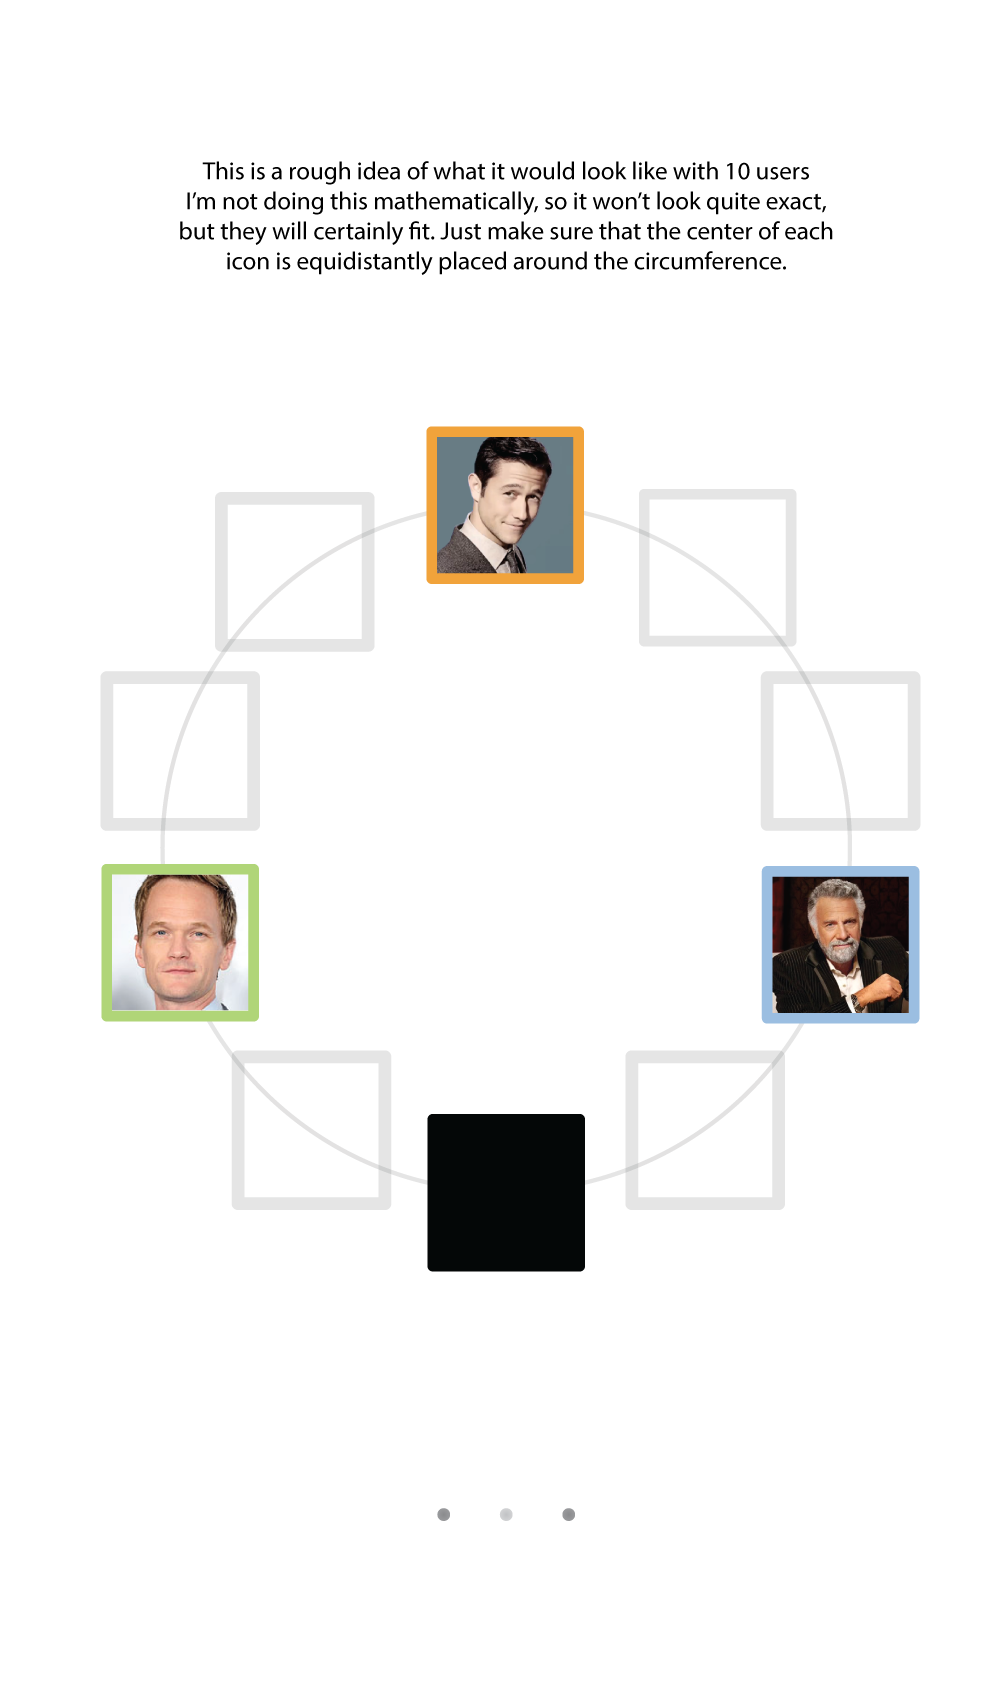 This is a rough idea of what it would look like with 10 users
I’m not doing this mathematically, so it won’t look quite exact,
but they will certainly fit. Just make sure that the center of each
icon is equidistantly placed around the circumference.